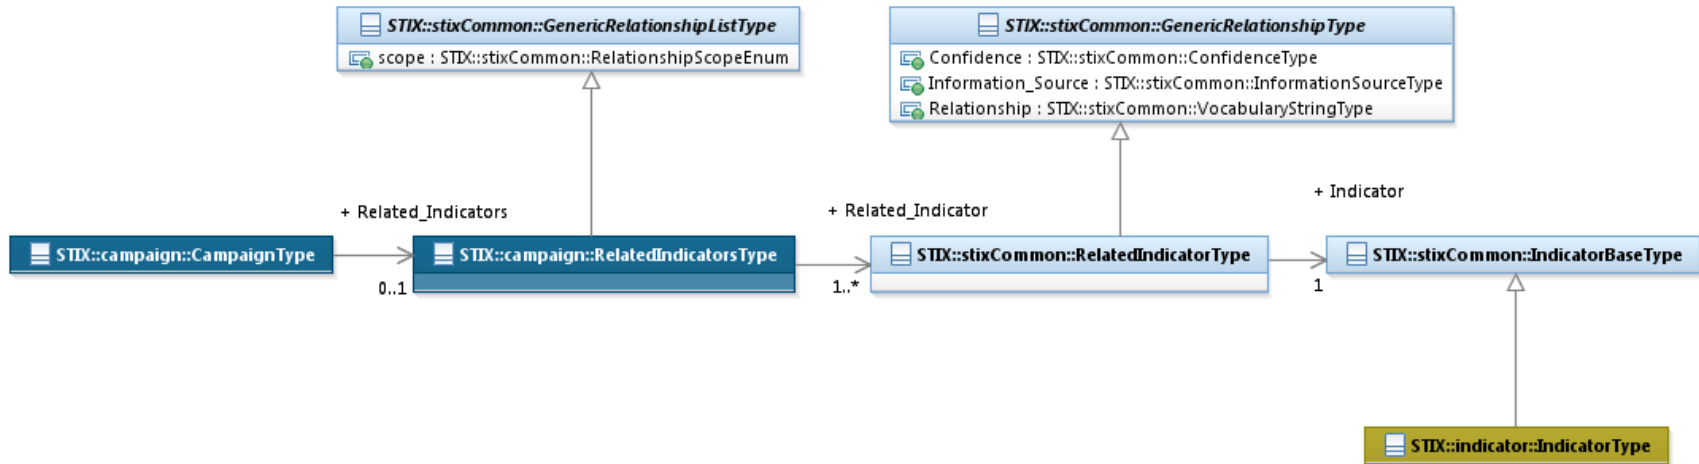 STIX::stixCommon::GenericRelationshipListType
scope : STIX::stixCommon::RelationshipScopeEnum
STIX::stixCommon::GenericRelationshipType
Confidence : STIX::stixCommon::ConfidenceType
Information_Source : STIX::stixCommon::InformationSourceType
Relationship : STIX::stixCommon::VocabularyStringType
+ Related_Indicators
+ Related_Indicator
+ Indicator
STIX::campaign::CampaignType
STIX::campaign::RelatedIndicatorsType
STIX::stixCommon::RelatedIndicatorType
STIX::stixCommon::IndicatorBaseType
0..1
1..*
1
STIX::indicator::IndicatorType